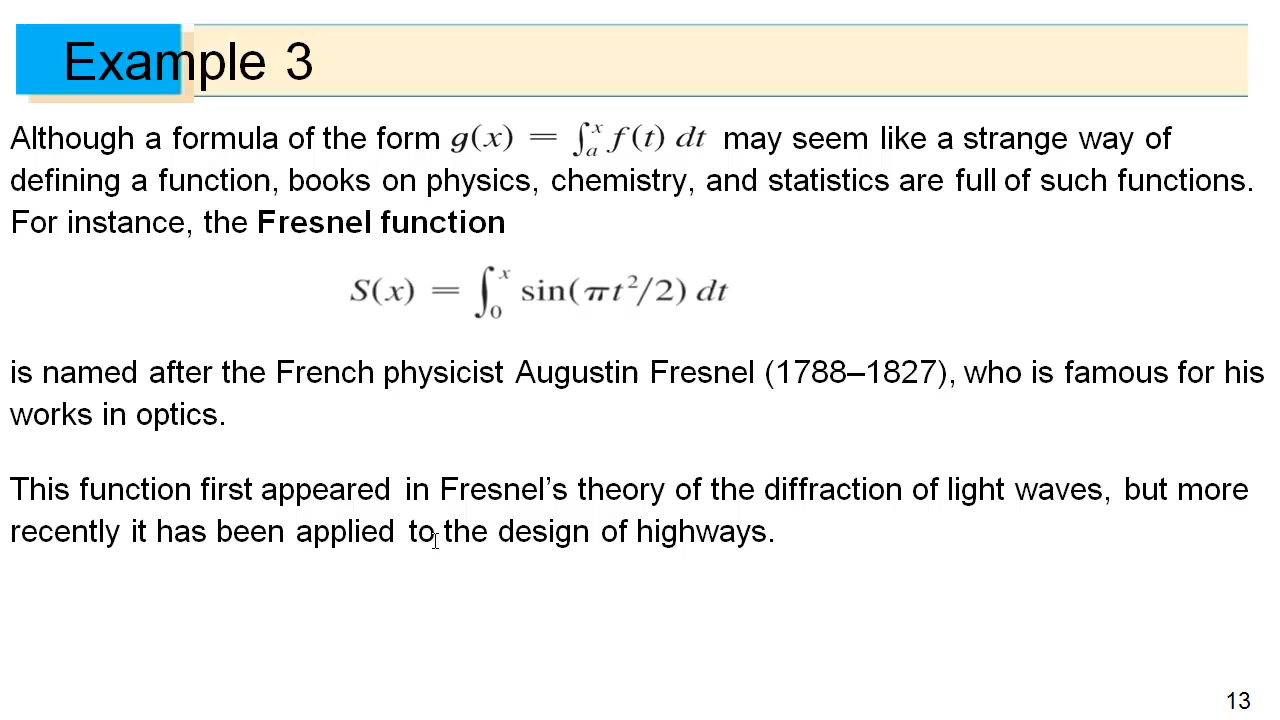 Example 3
Although a formula of the form g(x) = ∫ₐˣ f(t) dt may seem like a strange way of
defining a function, books on physics, chemistry, and statistics are full of such functions.
For instance, the Fresnel function
S(x) = ∫₀ˣ sin(πt²/2) dt
is named after the French physicist Augustin Fresnel (1788–1827), who is famous for his
works in optics.
This function first appeared in Fresnel’s theory of the diffraction of light waves, but more
recently it has been applied to the design of highways.
13